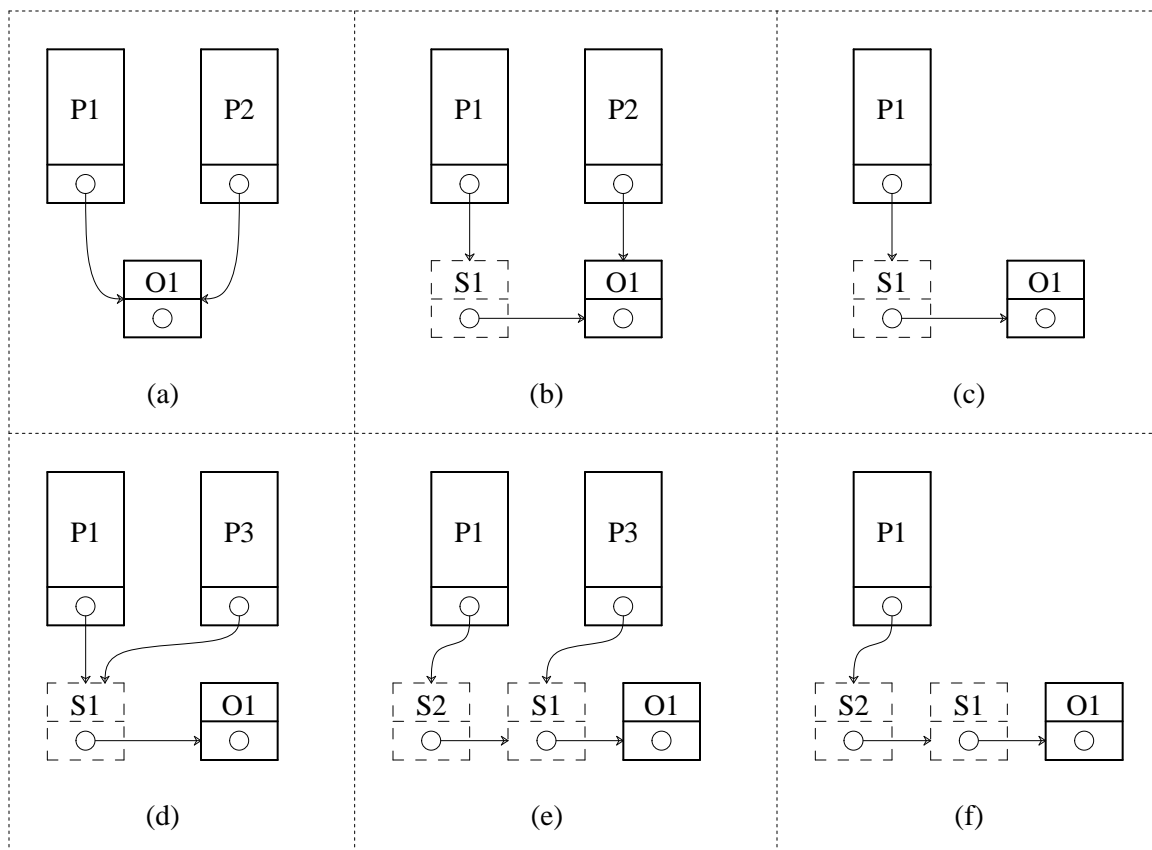 P1 P2
O1
(a)
P1 P2
S1 O1
(b)
P1
S1 O1
(c)
P1 P3
S1 O1
(d)
P1 P3
S2 S1 O1
(e)
P1
S2 S1 O1
(f)